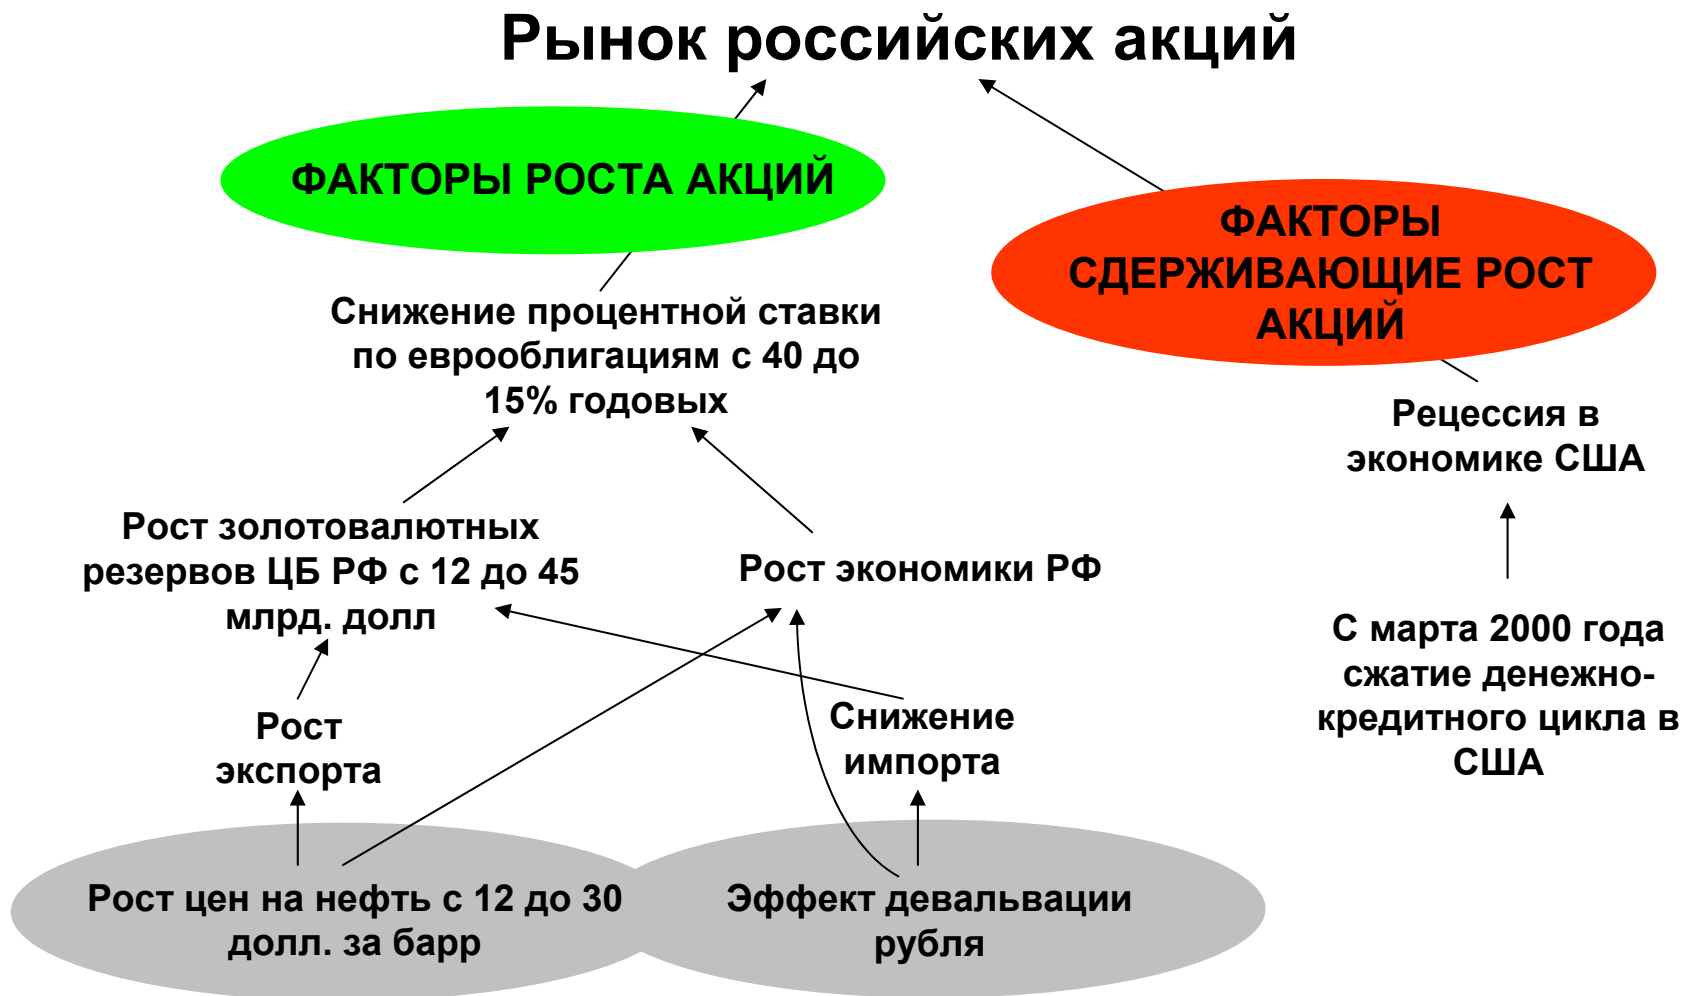 Рынок российских акций
ФАКТОРЫ РОСТА АКЦИЙ
ФАКТОРЫ
СДЕРЖИВАЮЩИЕ РОСТ
АКЦИЙ
Снижение процентной ставки
по еврооблигациям с 40 до
15% годовых
Рецессия в
экономике США
Рост золотовалютных
резервов ЦБ РФ с 12 до 45
млрд. долл
Рост экономики РФ
С марта 2000 года
сжатие денежно-
кредитного цикла в
США
Рост
экспорта
Снижение
импорта
Рост цен на нефть с 12 до 30
долл. за барр
Эффект девальвации
рубля